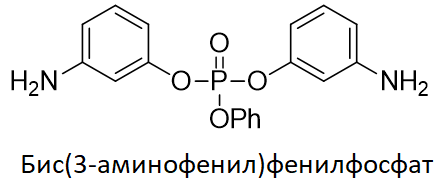 O
H₂N O P O NH₂
OPh
Бис(3-аминофенил)фенилфосфат